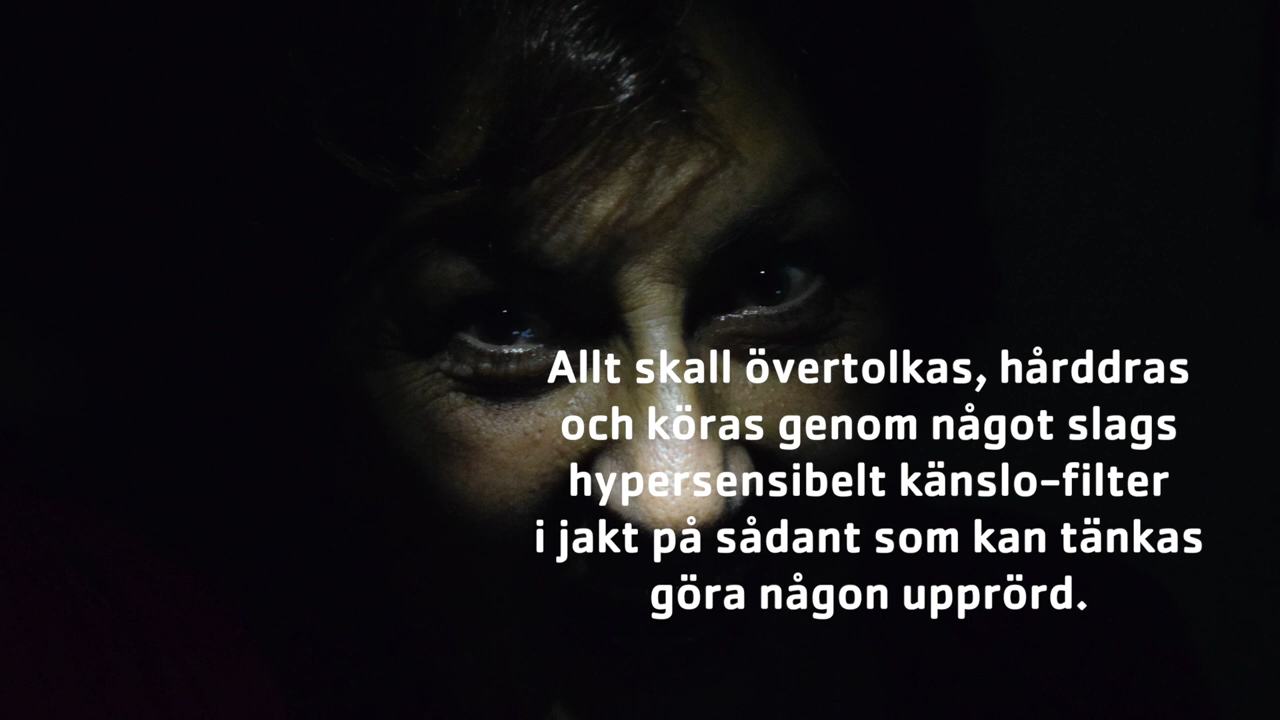 Allt skall övertolkas, hårddras
och köras genom något slags
hypersensibelt känslo-filter
i jakt på sådant som kan tänkas
göra någon upprörd.